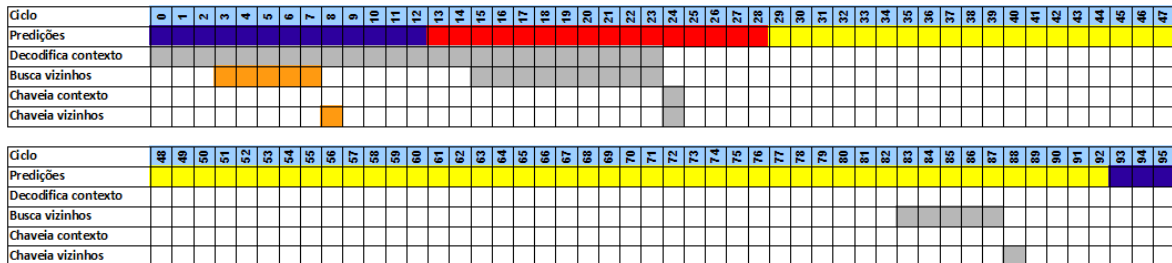 Ciclo 0 1 2 3 4 5 6 7 8 9 10 11 12 13 14 15 16 17 18 19 20 21 22 23 24 25 26 27 28 29 30 31 32 33 34 35 36 37 38 39 40 41 42 43 44 45 46 47
Predições
Decodifica contexto
Busca vizinhos
Chaveia contexto
Chaveia vizinhos
Ciclo 48 49 50 51 52 53 54 55 56 57 58 59 60 61 62 63 64 65 66 67 68 69 70 71 72 73 74 75 76 77 78 79 80 81 82 83 84 85 86 87 88 89 90 91 92 93 94 95
Predições
Decodifica contexto
Busca vizinhos
Chaveia contexto
Chaveia vizinhos